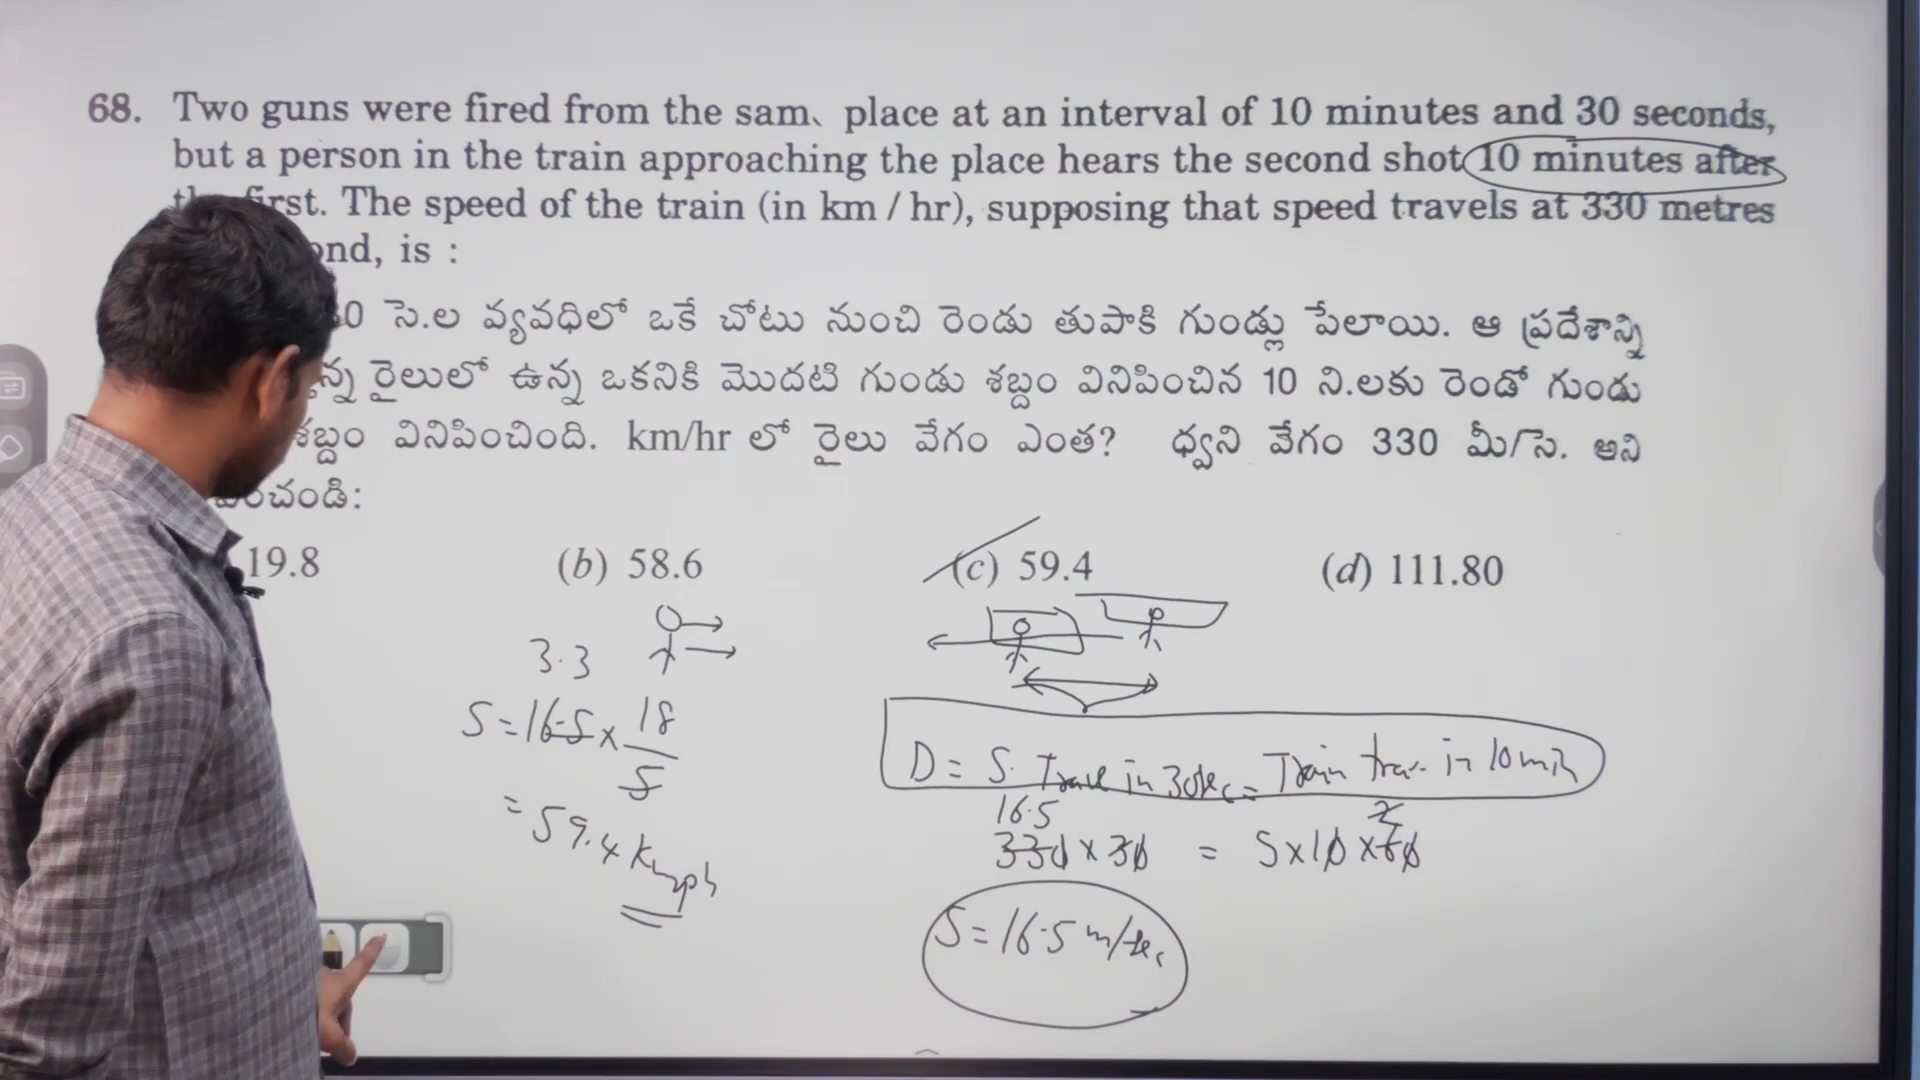 68. Two guns were fired from the sam place at an interval of 10 minutes and 30 seconds,
but a person in the train approaching the place hears the second shot 10 minutes after
first. The speed of the train (in km / hr), supposing that speed travels at 330 metres
nd, is :
0 సె.ల వ్యవధిలో ఒకే చోటు నుంచి రెండు తుపాకి గుండ్లు పేలాయి. ఆ ప్రదేశాన్ని
న్న రైలులో ఉన్న ఒకనికి మొదటి గుండు శబ్దం వినిపించిన 10 ని.లకు రెండో గుండు
శబ్దం వినిపించింది. km/hr లో రైలు వేగం ఎంత? ధ్వని వేగం 330 మీ/సె. అని
చండి:
19.8 (b) 58.6 (c) 59.4 (d) 111.80
3.3
S = 16.5 × 18
5
= 59.4 kmph
D = S. Trave in 30sec = Train trav. in 10 min
16.5 2
330 × 30 = S × 10 × 60
S = 16.5 m/sec